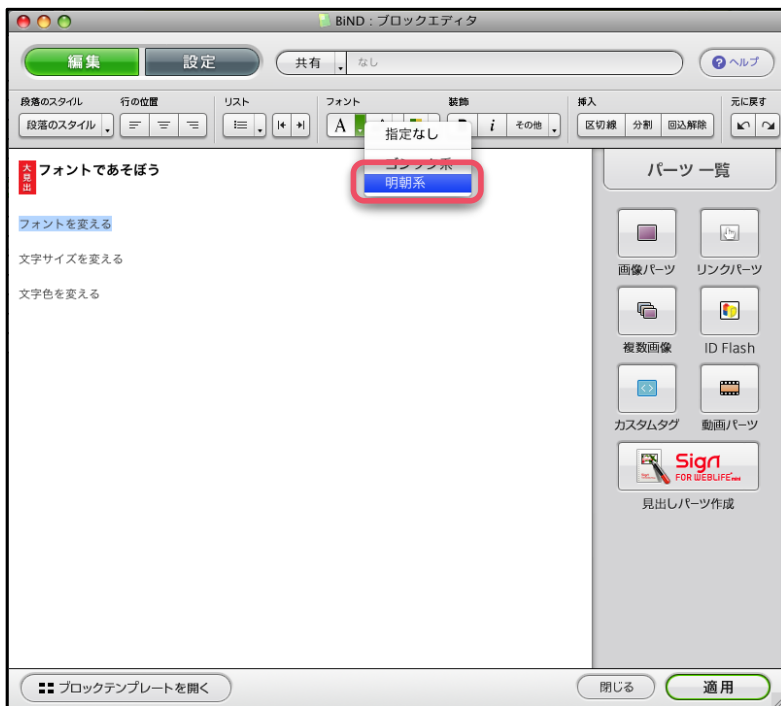 BiND : ブロックエディタ
編集
設定
共有
なし
ヘルプ
段落のスタイル
行の位置
リスト
フォント
装飾
挿入
元に戻す
段落のスタイル
A
i
その他
区切線
分割
回込解除
指定なし
ゴシック系
明朝系
大見出
フォントであそぼう
フォントを変える
文字サイズを変える
文字色を変える
パーツ 一覧
画像パーツ
リンクパーツ
複数画像
ID Flash
カスタムタグ
動画パーツ
Sign
FOR WEBLIFE
見出しパーツ作成
ブロックテンプレートを開く
閉じる
適用